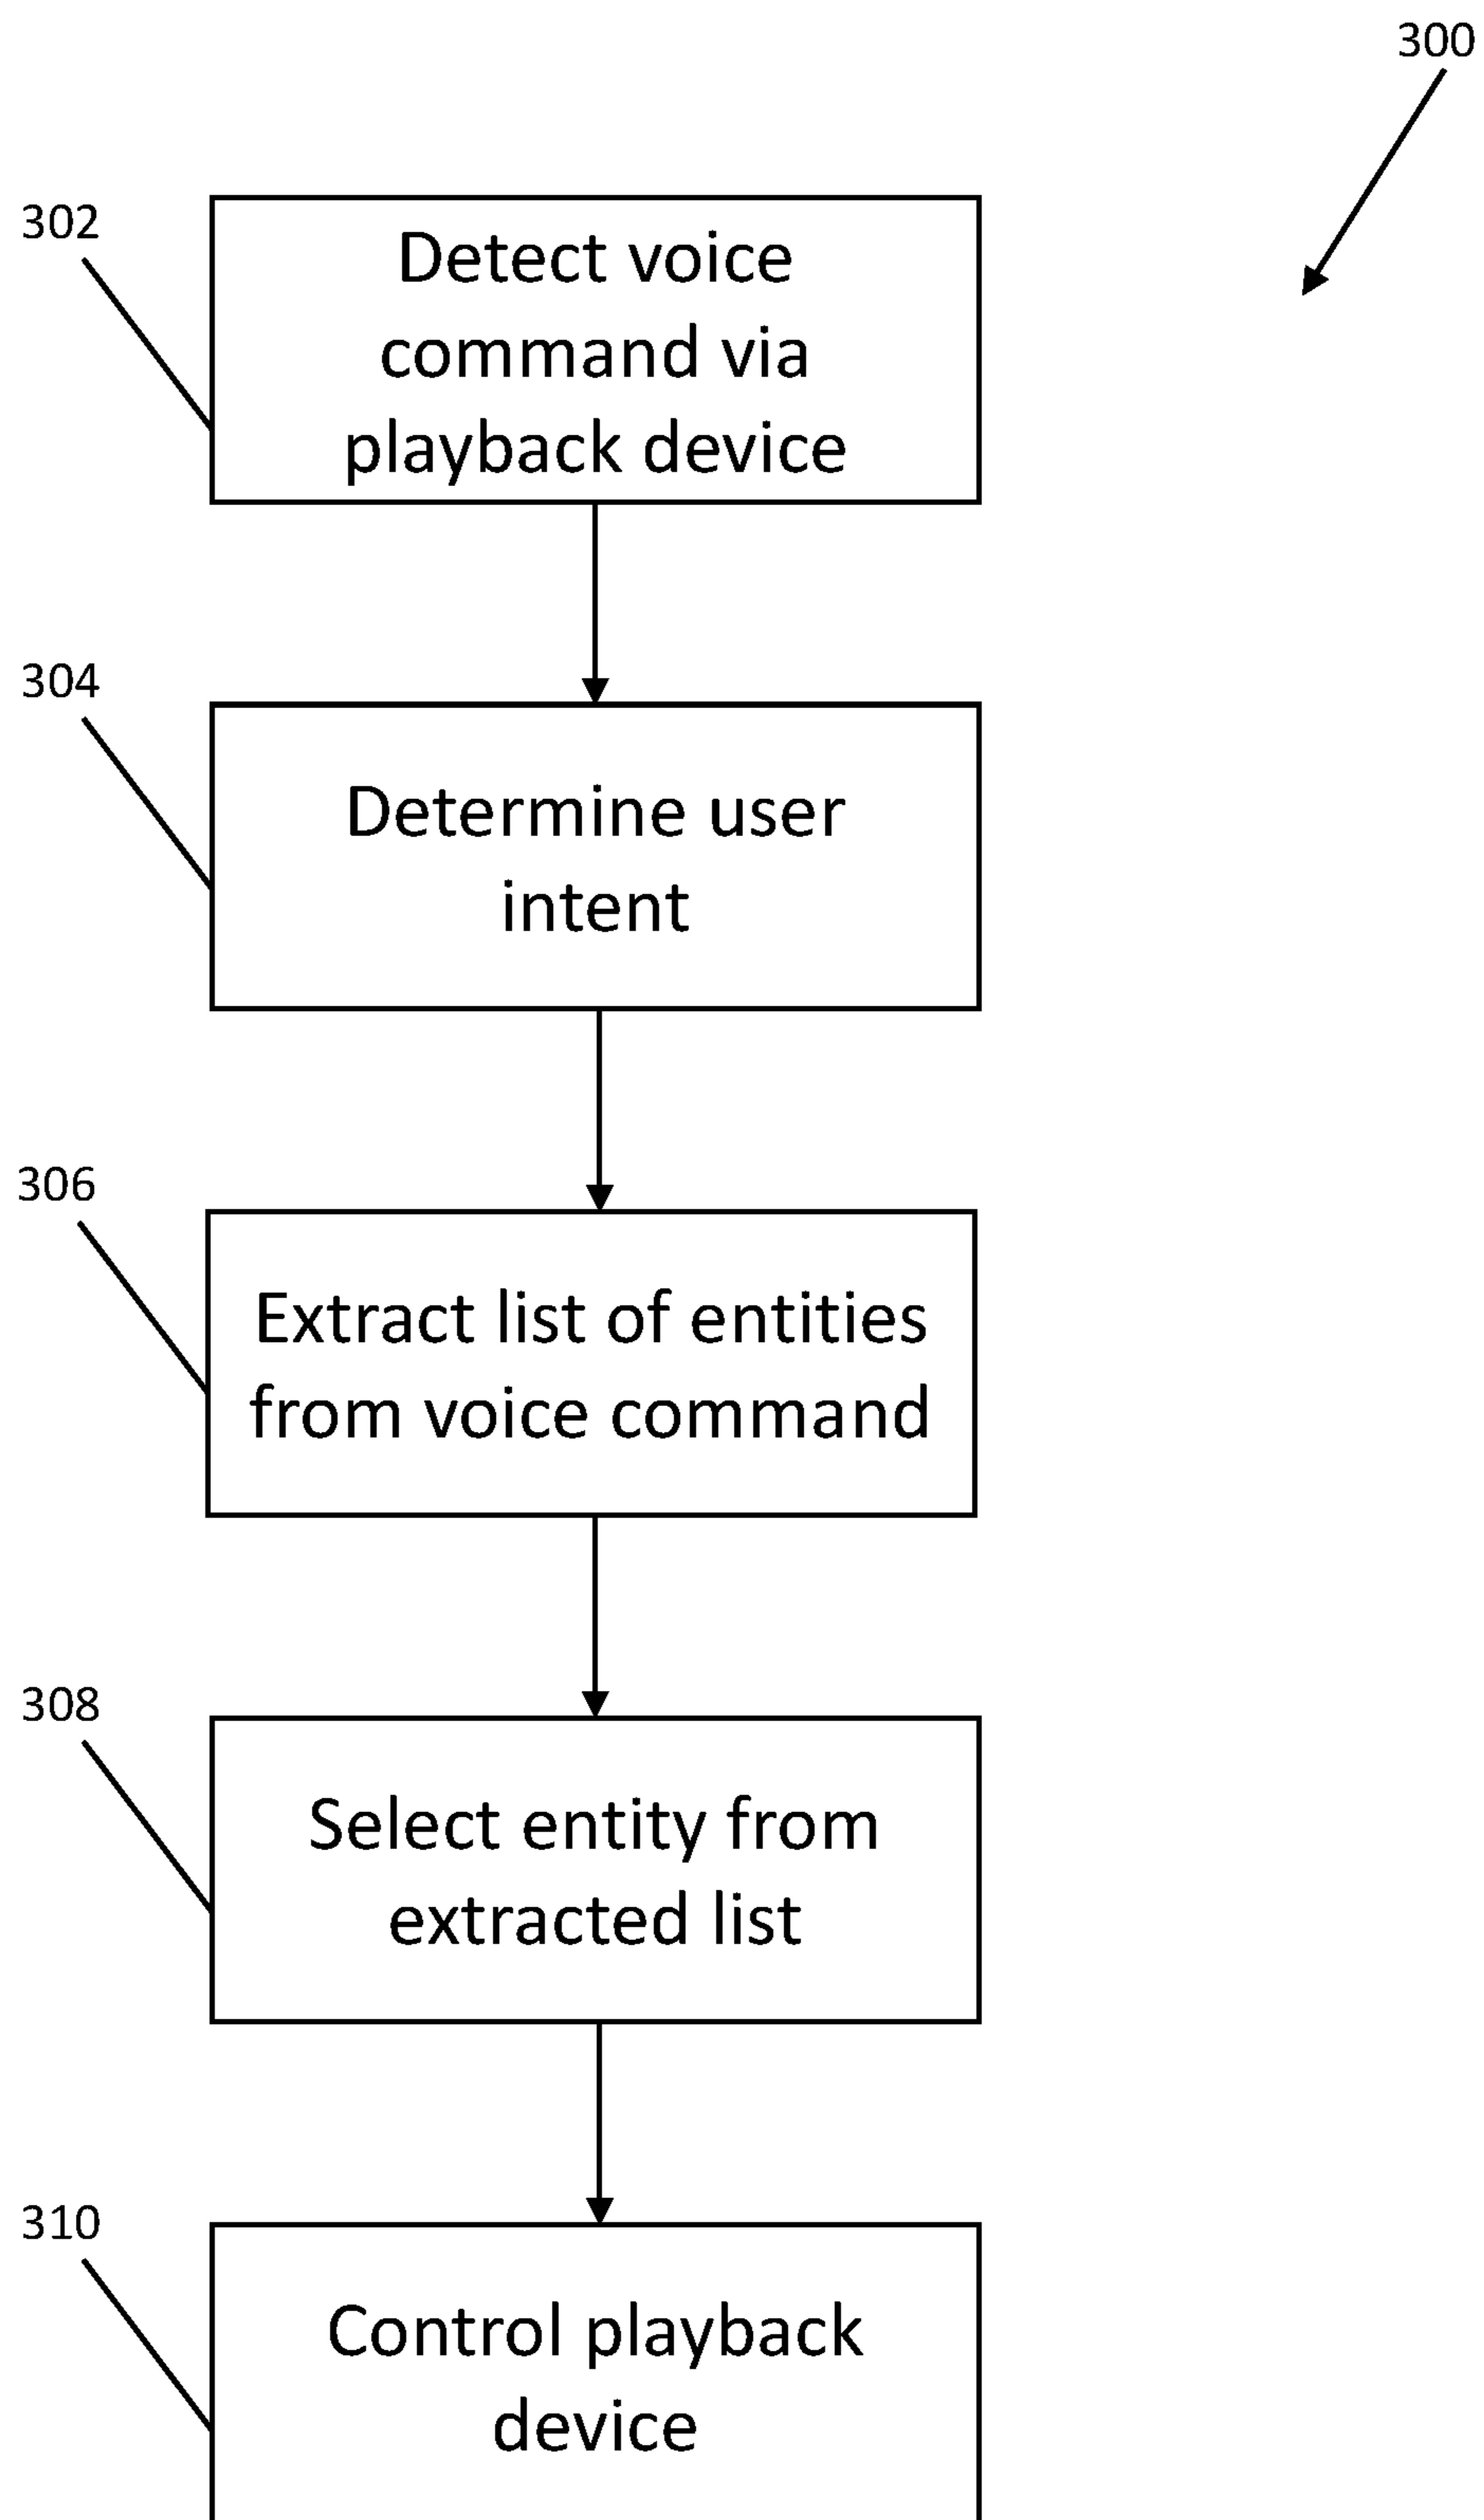 300
302
Detect voice
command via
playback device
304
Determine user
intent
306
Extract list of entities
from voice command
308
Select entity from
extracted list
310
Control playback
device